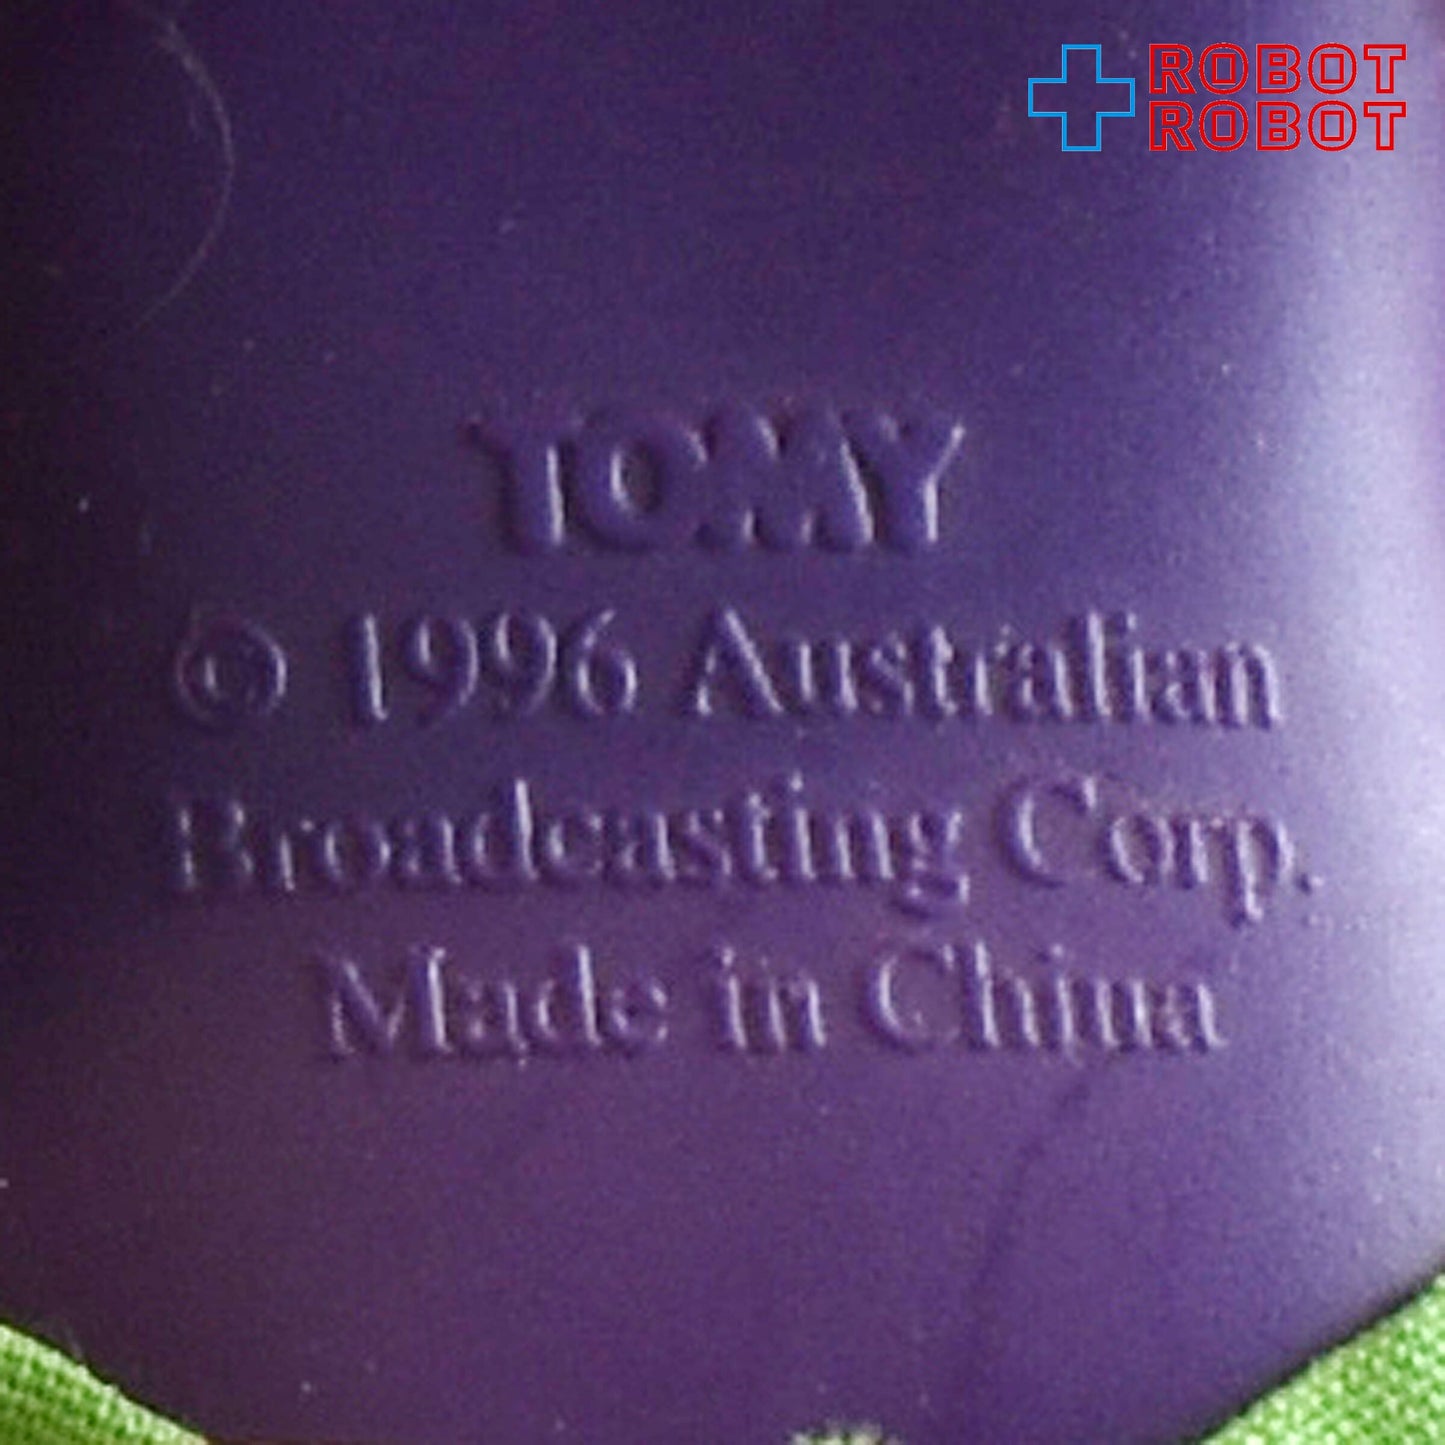 ROBOT
ROBOT
TOMY
© 1996 Australian
Broadcasting Corp.
Made in China